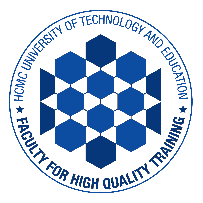 HCMC UNIVERSITY OF TECHNOLOGY AND EDUCATION
★ FACULTY FOR HIGH QUALITY TRAINING ★